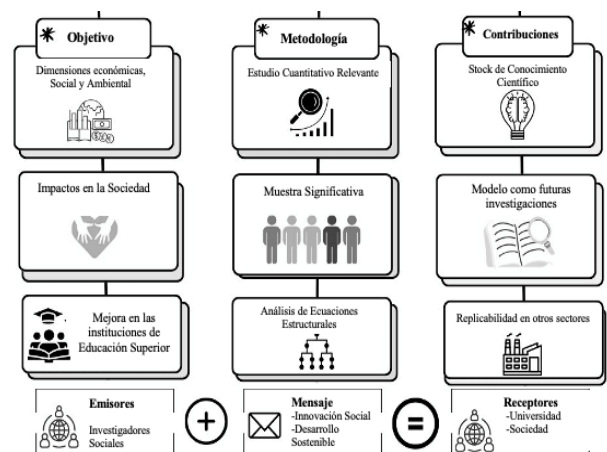 Objetivo
Dimensiones económicas,
Social y Ambiental
Impactos en la Sociedad
Mejora en las
instituciones de
Educación Superior
Metodología
Estudio Cuantitativo Relevante
Muestra Significativa
Análisis de Ecuaciones
Estructurales
Contribuciones
Stock de Conocimiento
Científico
Modelo como futuras
investigaciones
Replicabilidad en otros sectores
Emisores
Investigadores
Sociales
+
Mensaje
-Innovación Social
-Desarrollo
Sostenible
=
Receptores
-Universidad
-Sociedad